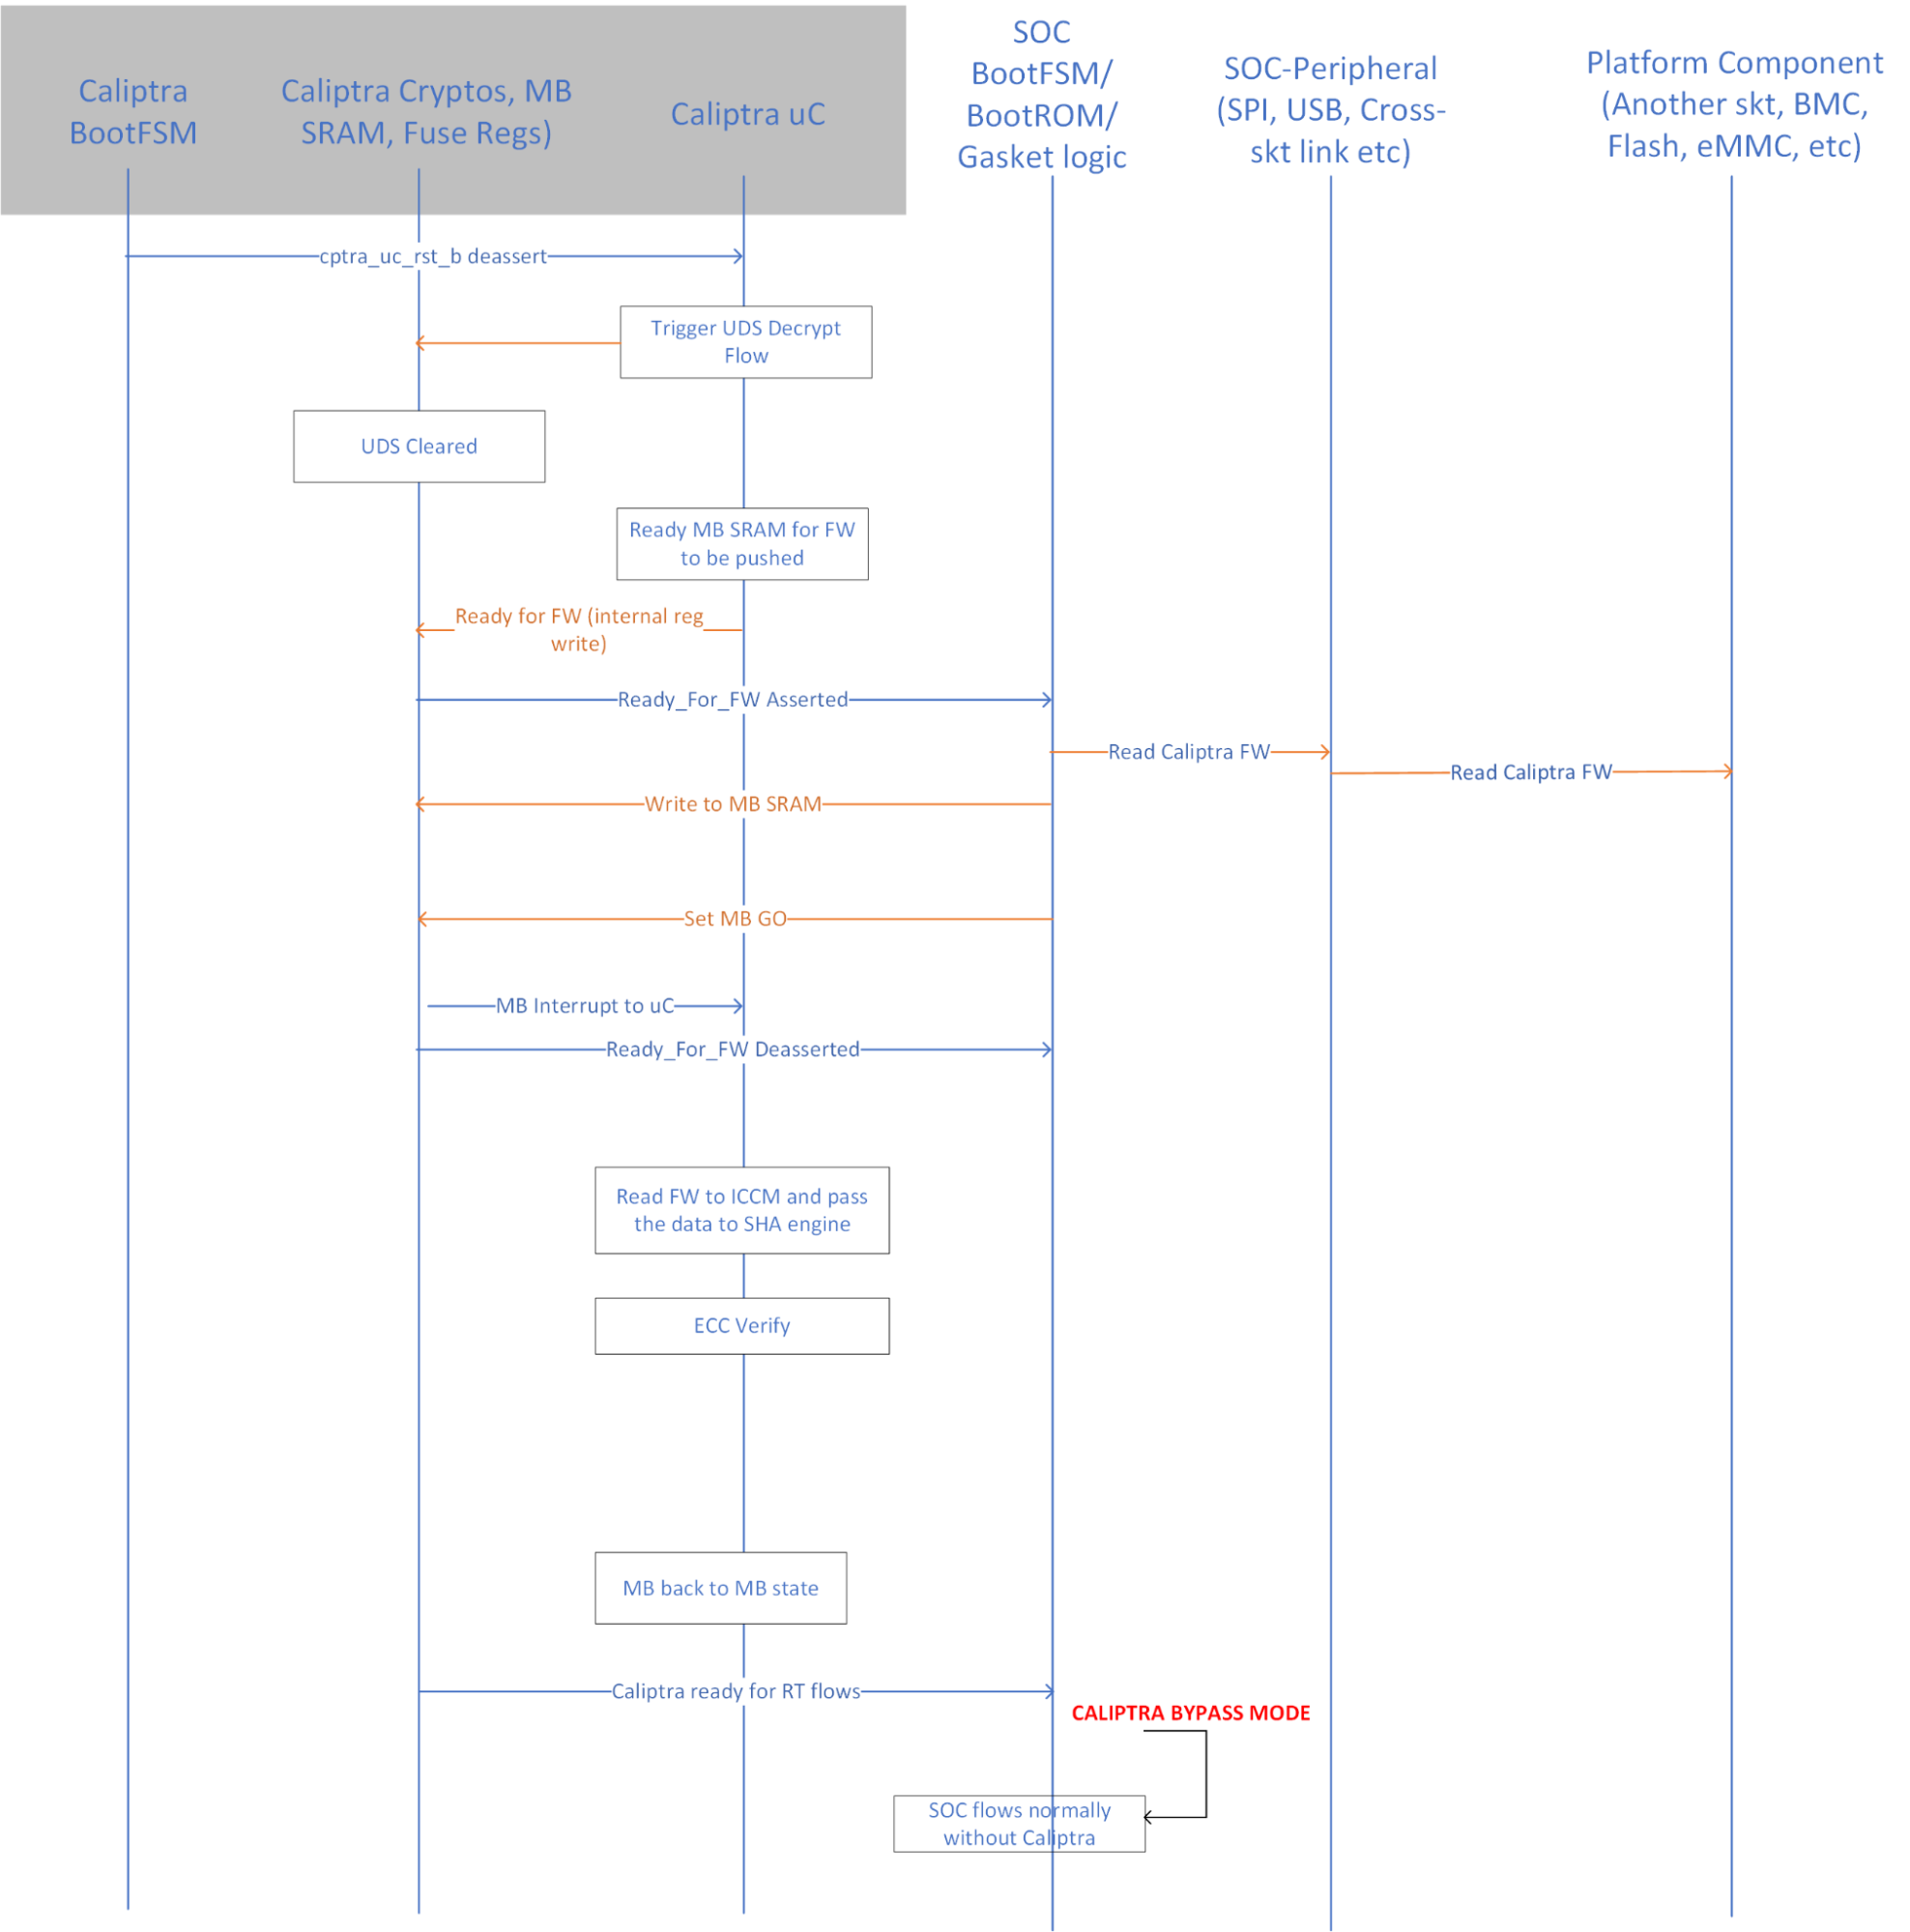 Caliptra
BootFSM
Caliptra Cryptos, MB
SRAM, Fuse Regs)
Caliptra uC
SOC
BootFSM/
BootROM/
Gasket logic
SOC-Peripheral
(SPI, USB, Cross-
skt link etc)
Platform Component
(Another skt, BMC,
Flash, eMMC, etc)
cptra_uc_rst_b deassert
Trigger UDS Decrypt
Flow
UDS Cleared
Ready MB SRAM for FW
to be pushed
Ready for FW (internal reg
write)
Ready_For_FW Asserted
Read Caliptra FW
Read Caliptra FW
Write to MB SRAM
Set MB GO
MB Interrupt to uC
Ready_For_FW Deasserted
Read FW to ICCM and pass
the data to SHA engine
ECC Verify
MB back to MB state
Caliptra ready for RT flows
CALIPTRA BYPASS MODE
SOC flows normally
without Caliptra